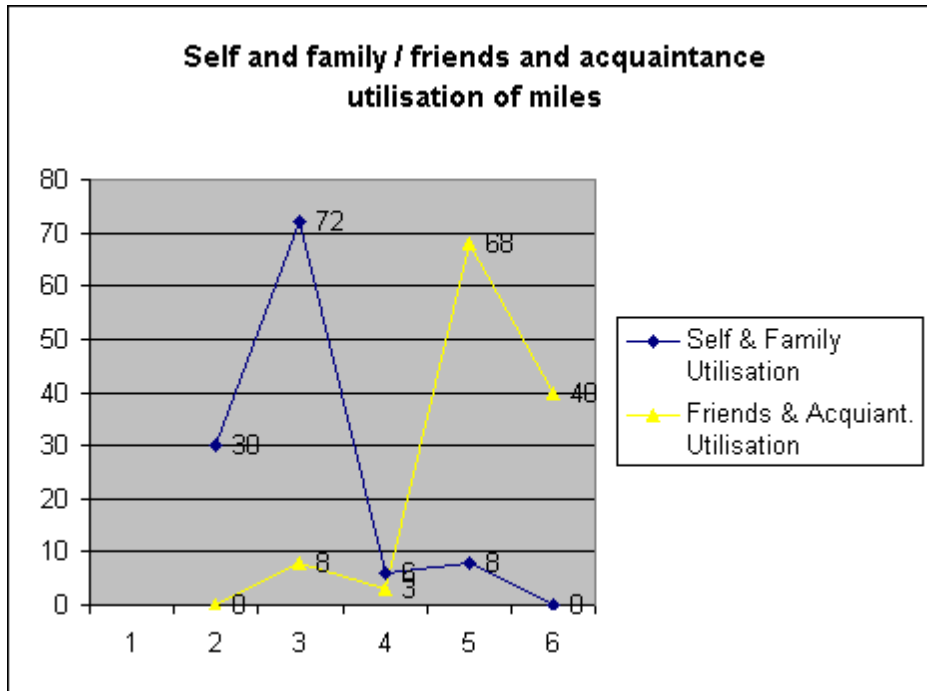 Self and family / friends and acquaintance
utilisation of miles
80
70
60
50
40
30
20
10
0
72
68
30
40
8
6
3
8
0
0
1 2 3 4 5 6
Self & Family
Utilisation
Friends & Acquiant.
Utilisation